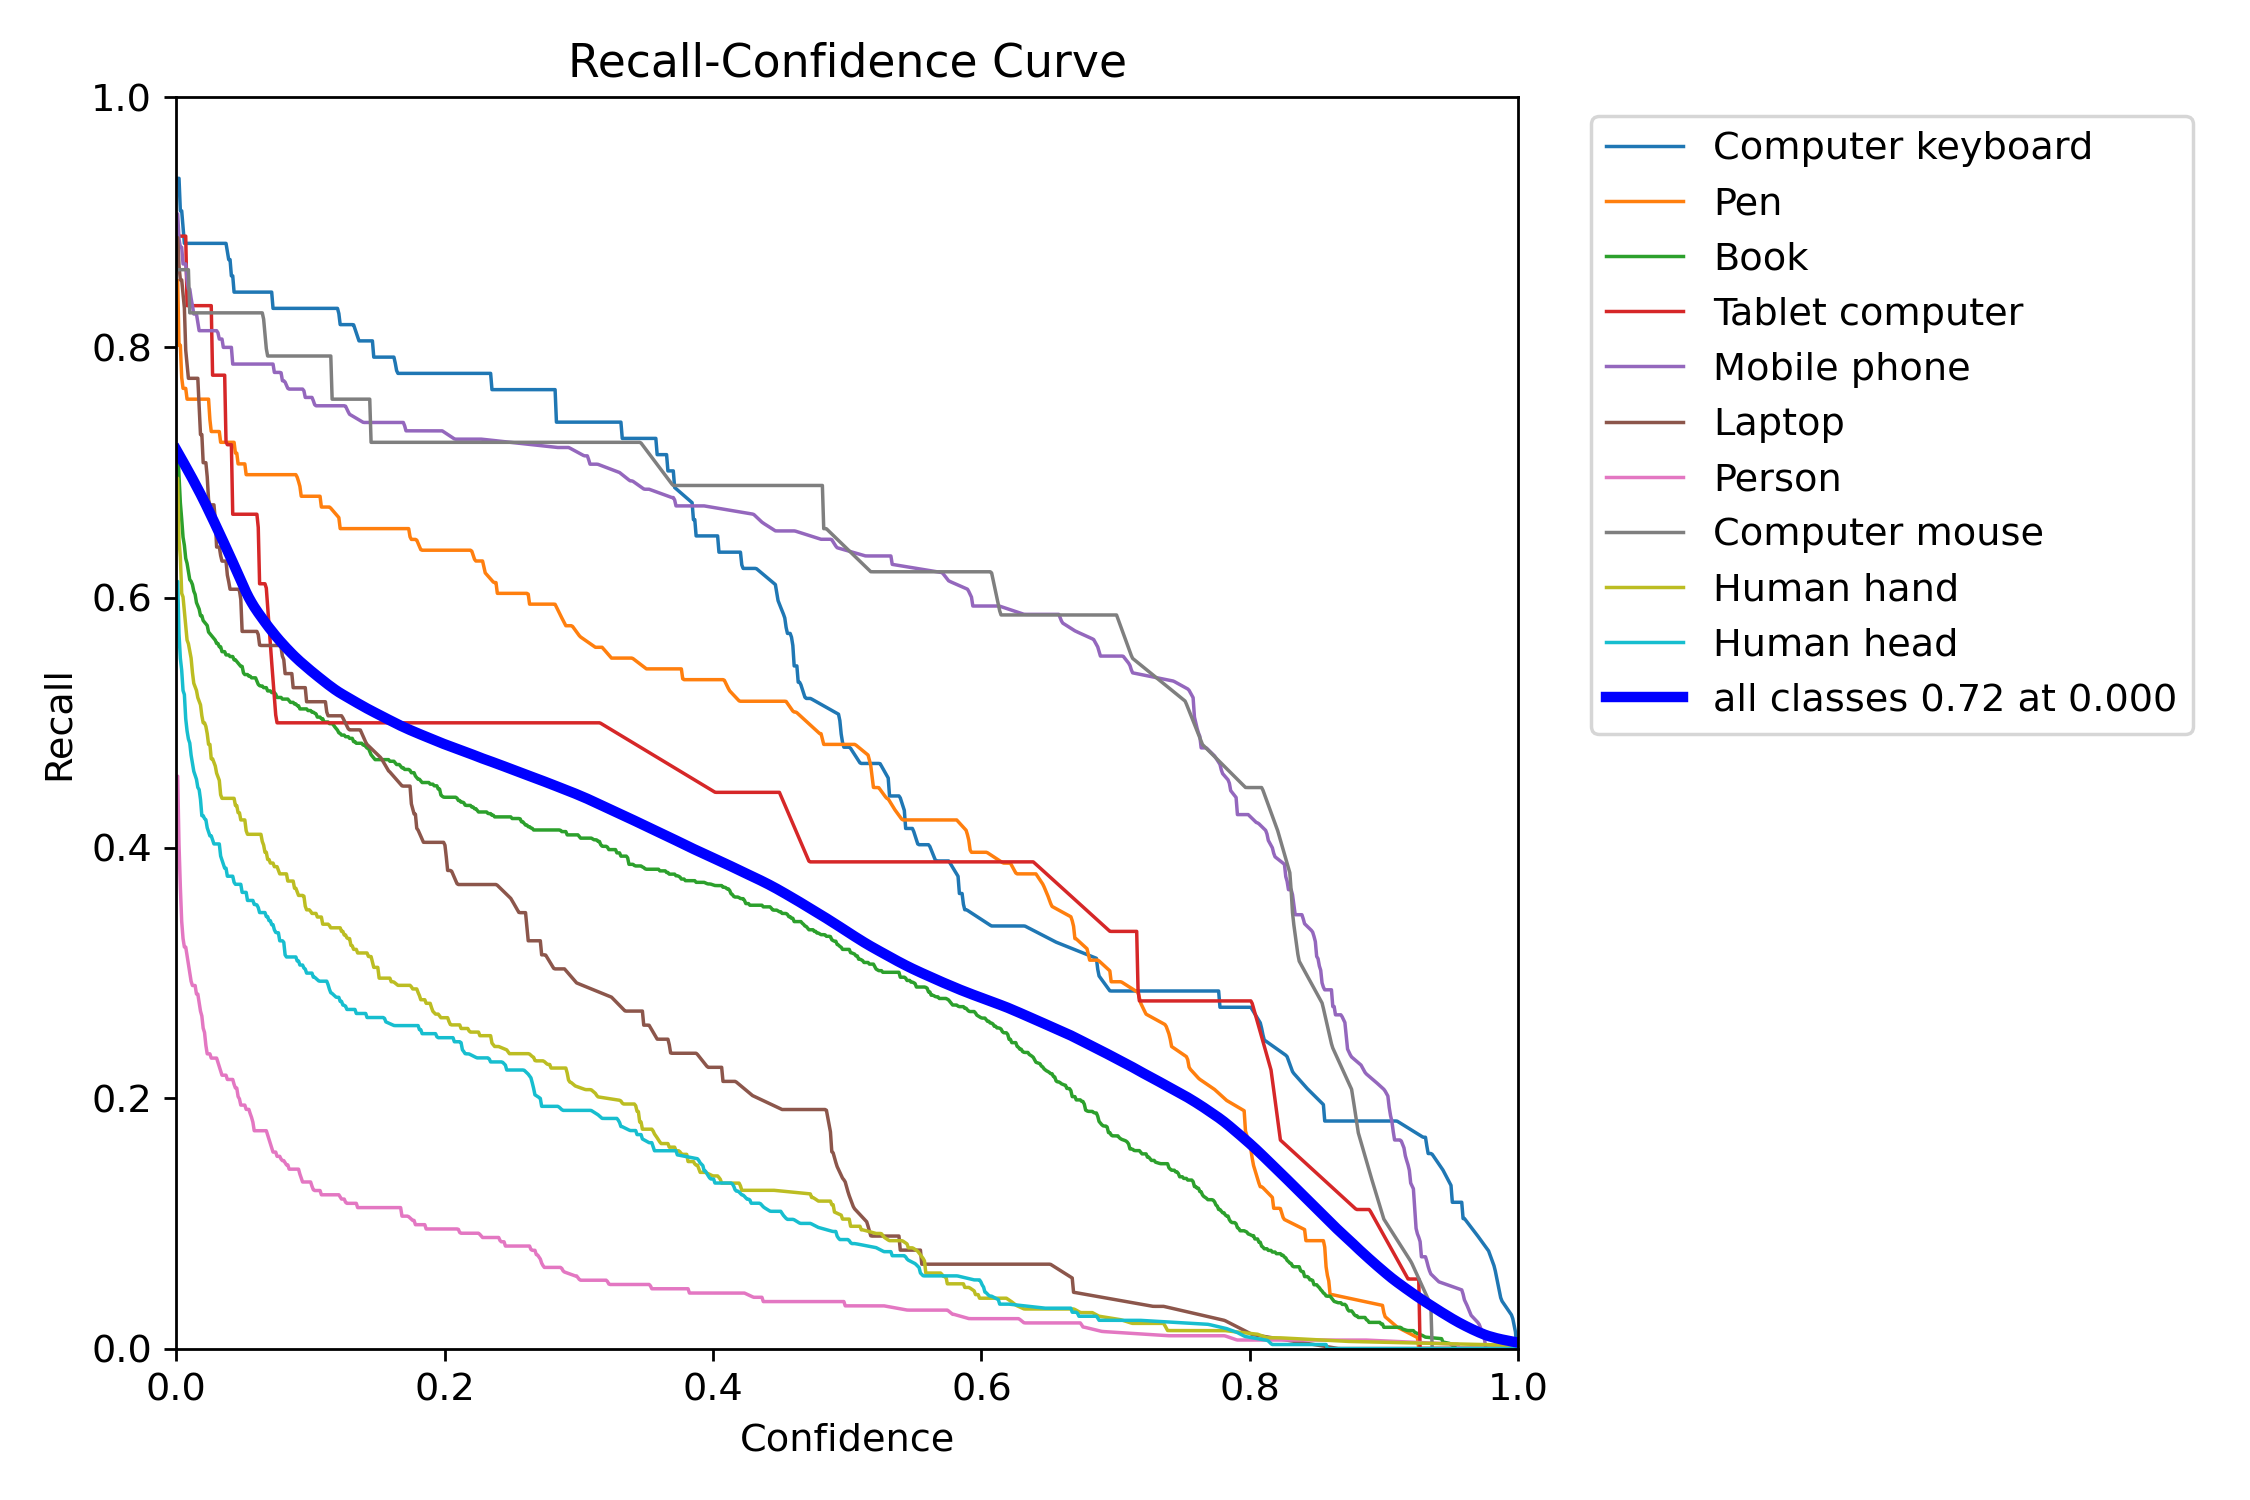 Recall-Confidence Curve
1.0
0.8
0.6
0.4
0.2
0.0
Recall
0.0 0.2 0.4 0.6 0.8 1.0
Confidence
Computer keyboard
Pen
Book
Tablet computer
Mobile phone
Laptop
Person
Computer mouse
Human hand
Human head
all classes 0.72 at 0.000